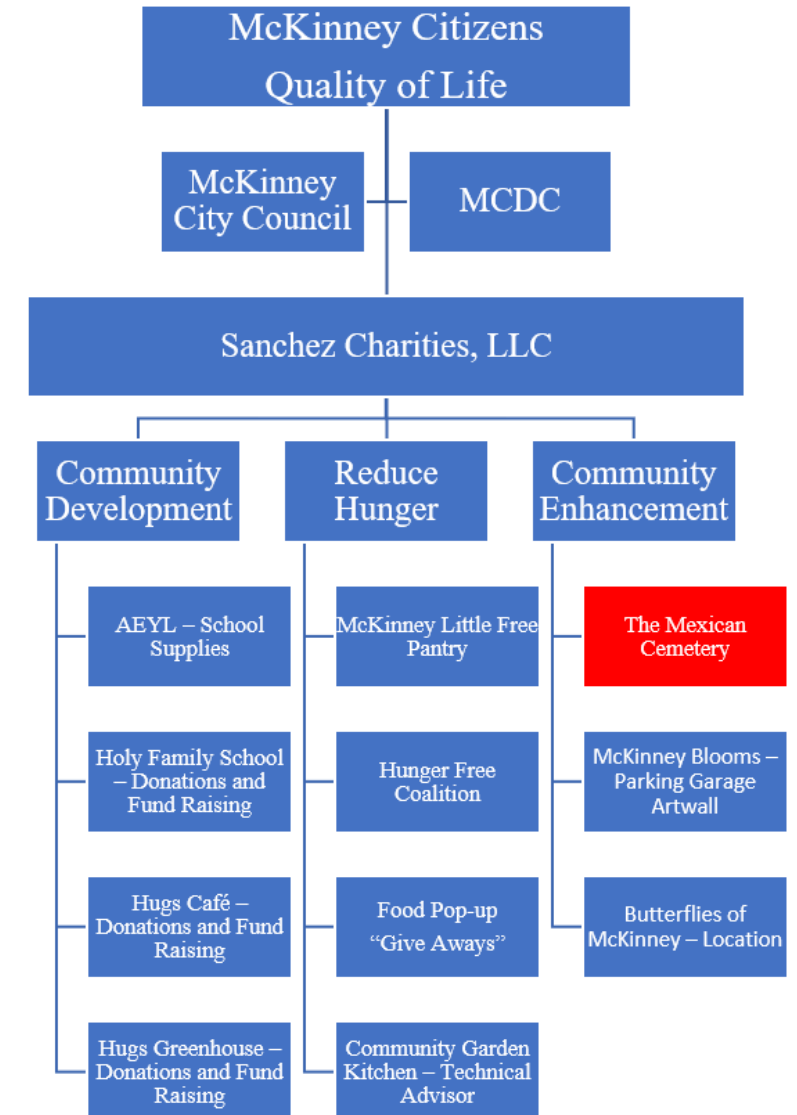 McKinney Citizens
Quality of Life
McKinney
City Council
MCDC
Sanchez Charities, LLC
Community
Development
Reduce
Hunger
Community
Enhancement
AEYL – School
Supplies
McKinney Little Free
Pantry
The Mexican
Cemetery
Holy Family School
– Donations and
Fund Raising
Hunger Free
Coalition
McKinney Blooms –
Parking Garage
Artwall
Hugs Café –
Donations and Fund
Raising
Food Pop-up
“Give Aways”
Butterflies of
McKinney – Location
Hugs Greenhouse –
Donations and Fund
Raising
Community Garden
Kitchen – Technical
Advisor